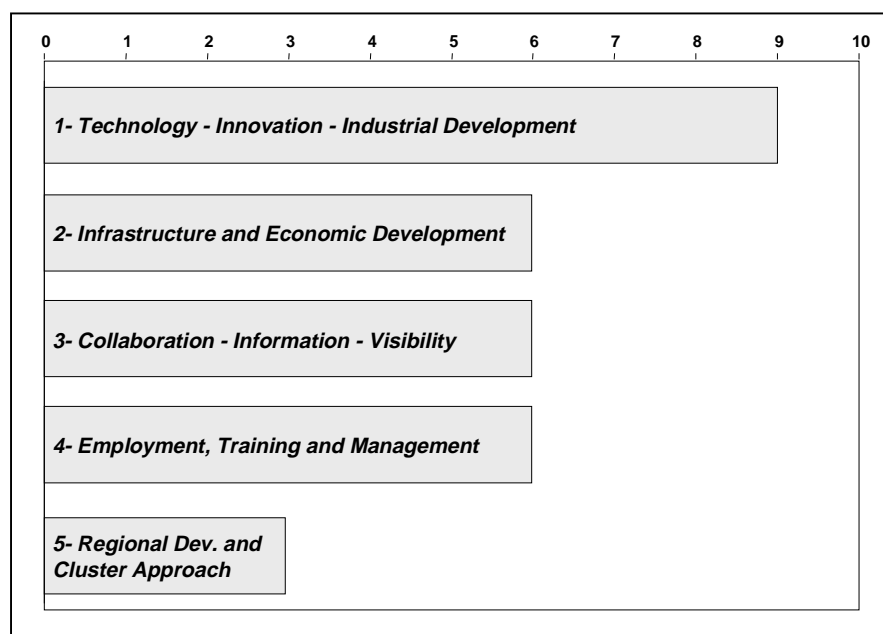 0 1 2 3 4 5 6 7 8 9 10
1- Technology - Innovation - Industrial Development
2- Infrastructure and Economic Development
3- Collaboration - Information - Visibility
4- Employment, Training and Management
5- Regional Dev. and
Cluster Approach